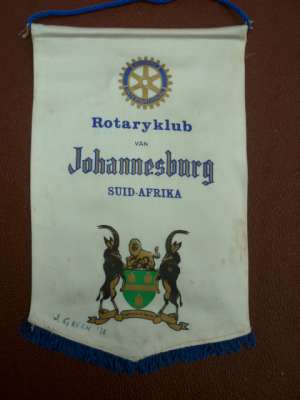 Rotaryklub
VAN
Johannesburg
SUID-AFRIKA